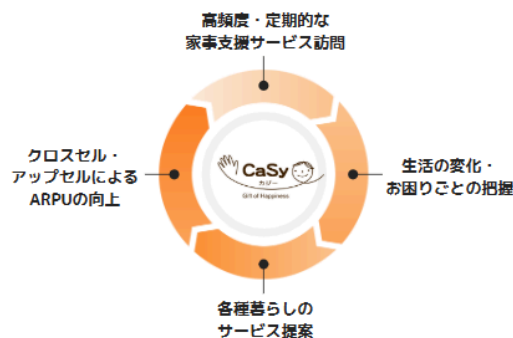 高頻度・定期的な
家事支援サービス訪問
クロスセル・
アップセルによる
ARPUの向上
CaSy
カジー
Gift of Happiness
生活の変化・
お困りごとの把握
各種暮らしの
サービス提案